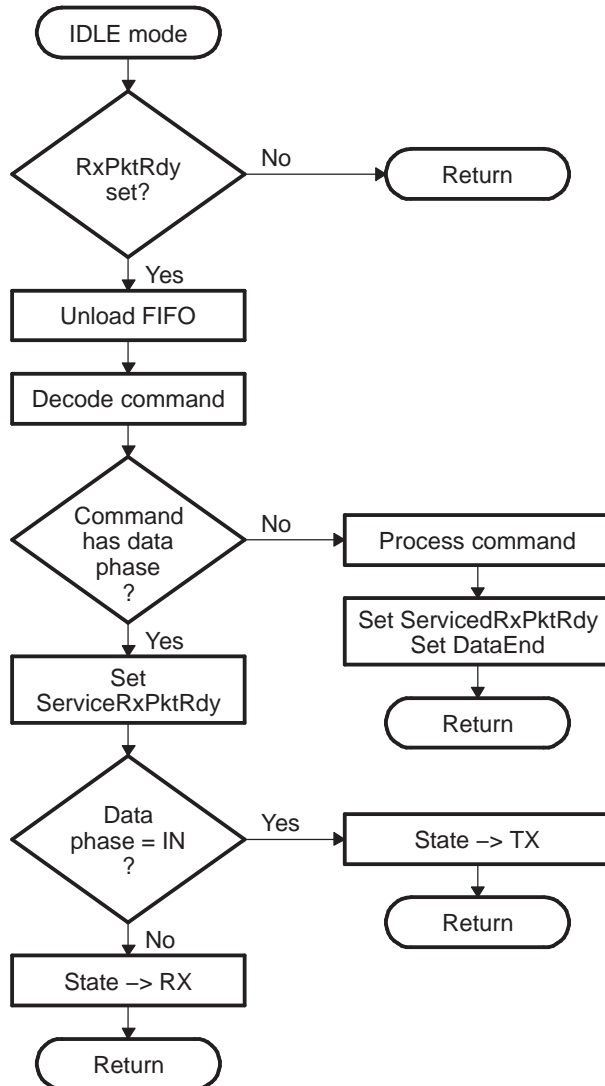 IDLE mode
RxPktRdy
set?
No
Return
Yes
Unload FIFO
Decode command
Command
has data
phase
?
No
Process command
Set ServicedRxPktRdy
Set DataEnd
Return
Yes
Set
ServiceRxPktRdy
Data
phase = IN
?
Yes
State −> TX
Return
No
State −> RX
Return